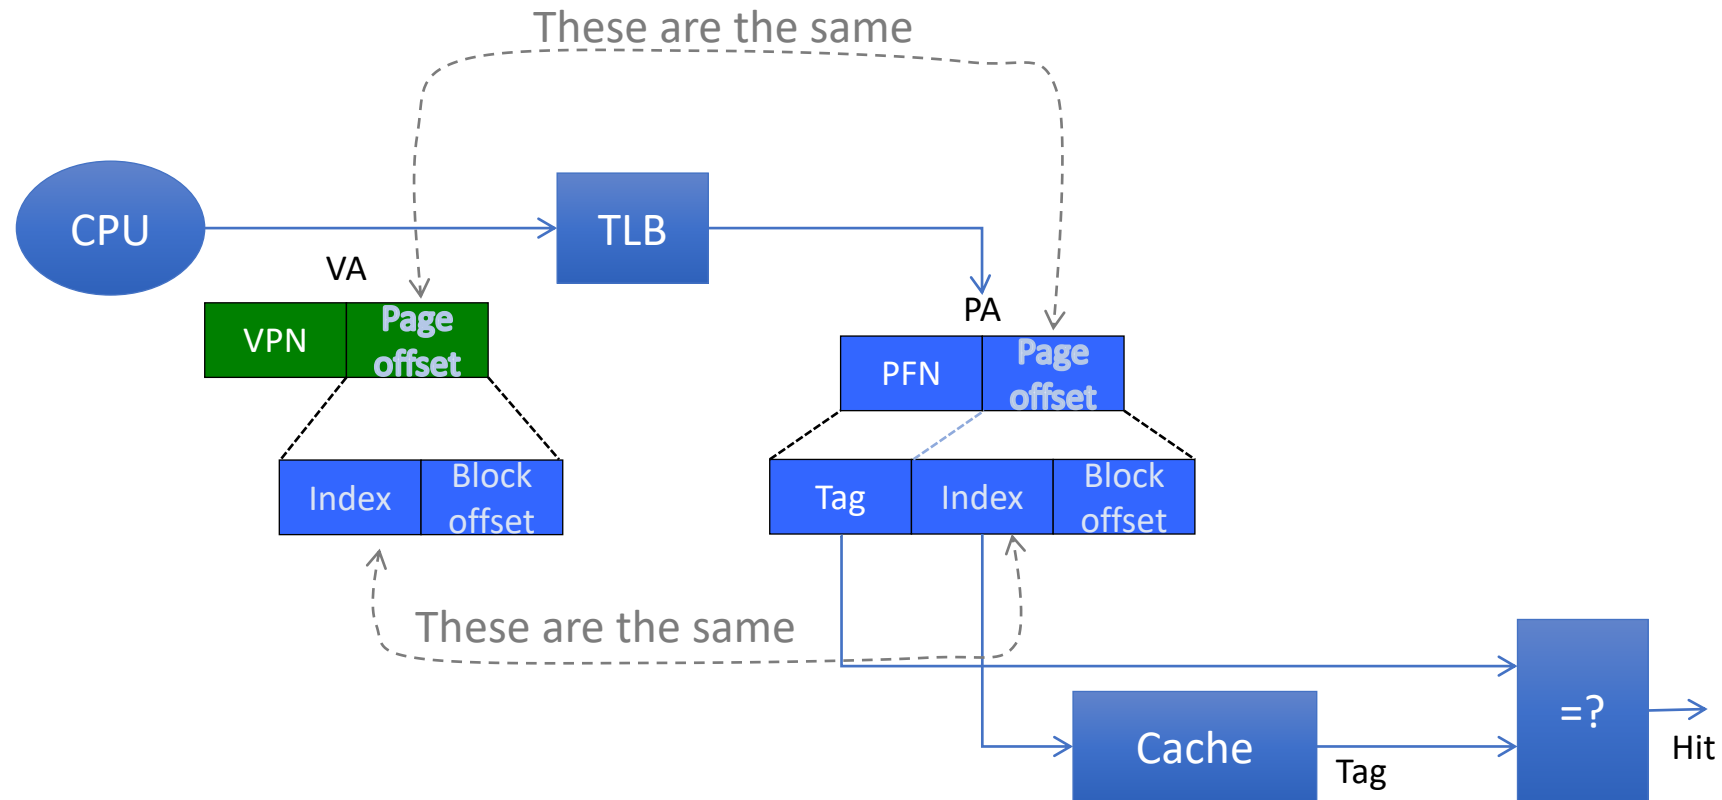 These are the same
CPU
TLB
VA
PA
VPN
Page
offset
PFN
Page
offset
Index
Block
offset
Tag
Index
Block
offset
These are the same
Cache
Tag
=?
Hit